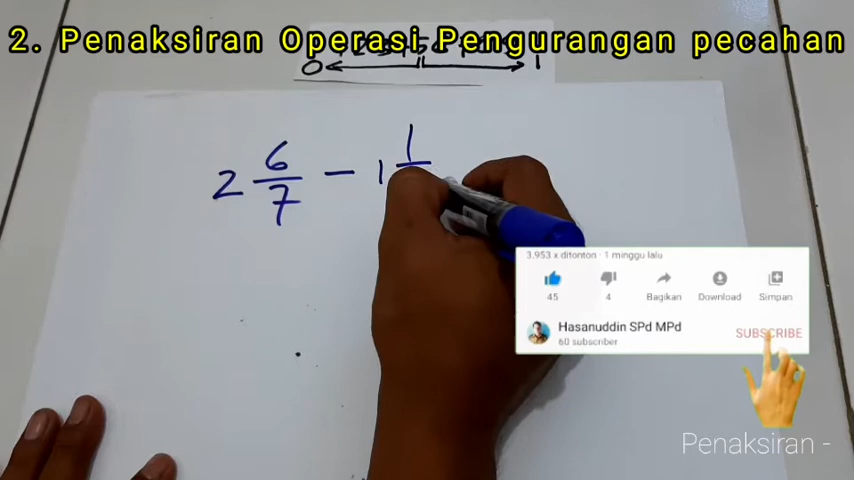 2. Penaksiran Operasi Pengurangan pecahan
0 1
2 6/7 - 1 1
3.953 x ditonton · 1 minggu lalu
45 4 Bagikan Download Simpan
Hasanuddin SPd MPd SUBSCRIBE
60 subscriber
Penaksiran -